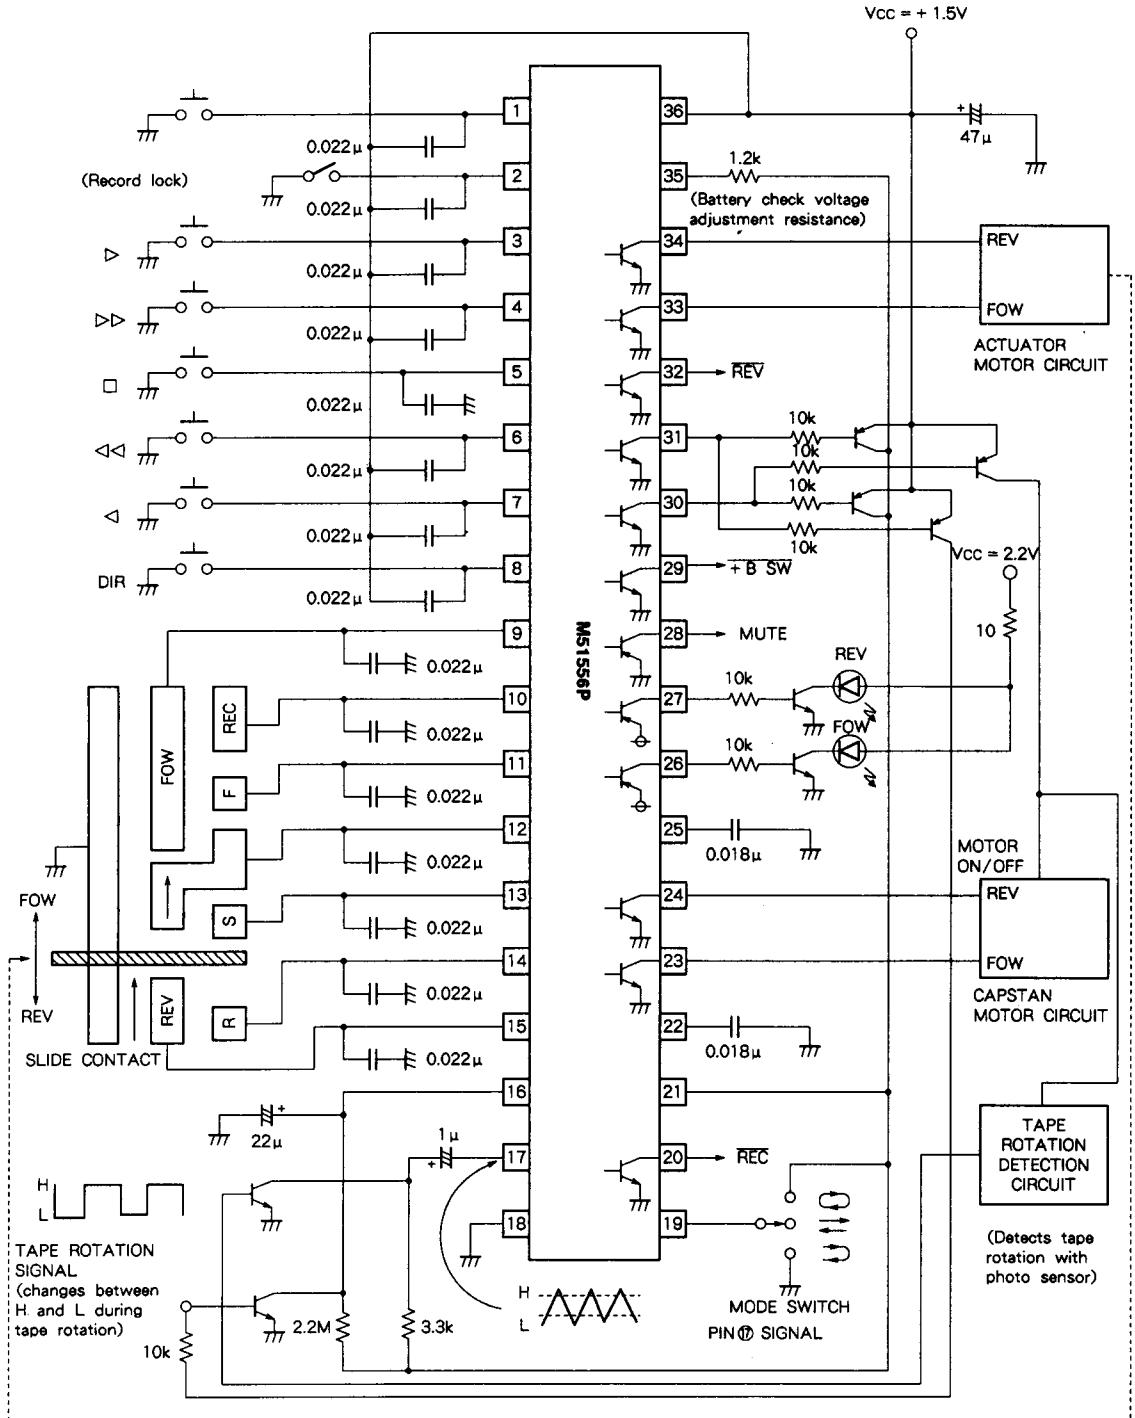 VCC = + 1.5V
1
36
+
47μ
0.022μ
1.2k
(Record lock)
2
35
(Battery check voltage
adjustment resistance)
0.022μ
3
34
REV
0.022μ
4
33
FOW
0.022μ
ACTUATOR
MOTOR CIRCUIT
5
32
REV
0.022μ
10k
6
31
10k
0.022μ
10k
7
30
0.022μ
10k
VCC = 2.2V
DIR
8
29
+ B SW
0.022μ
10
M51556P
9
28
MUTE
0.022μ
REV
10k
REC
10
27
FOW
0.022μ
FOW
10k
F
11
26
0.022μ
12
25
0.018μ
0.022μ
MOTOR
ON/OFF
FOW
S
13
24
REV
0.022μ
14
23
FOW
REV
REV
R
0.022μ
CAPSTAN
MOTOR CIRCUIT
15
22
0.018μ
SLIDE CONTACT
0.022μ
16
21
+
22μ
1μ
+
17
20
REC
TAPE
ROTATION
DETECTION
CIRCUIT
H
L
18
19
TAPE ROTATION
SIGNAL
(changes between
H and L during
tape rotation)
(Detects tape
rotation with
photo sensor)
H
L
MODE SWITCH
2.2M
3.3k
PIN⑰ SIGNAL
10k